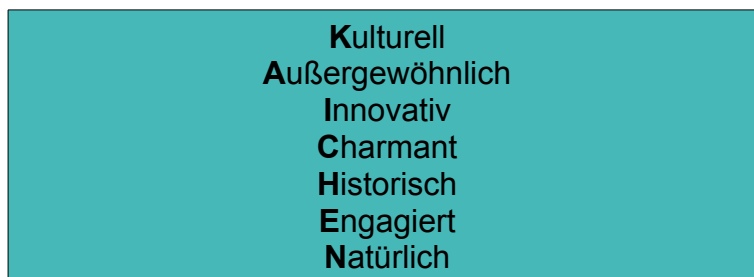 Kulturell
Außergewöhnlich
Innovativ
Charmant
Historisch
Engagiert
Natürlich